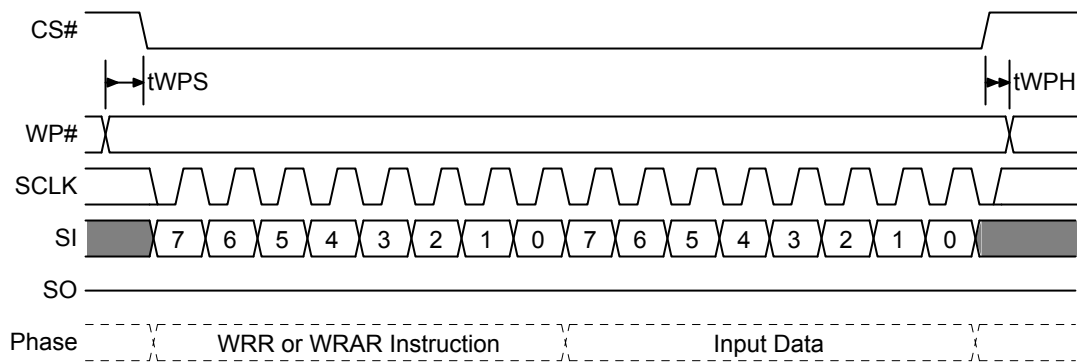 CS#
tWPS
tWPH
WP#
SCLK
SI 7 6 5 4 3 2 1 0 7 6 5 4 3 2 1 0
SO
Phase WRR or WRAR Instruction Input Data